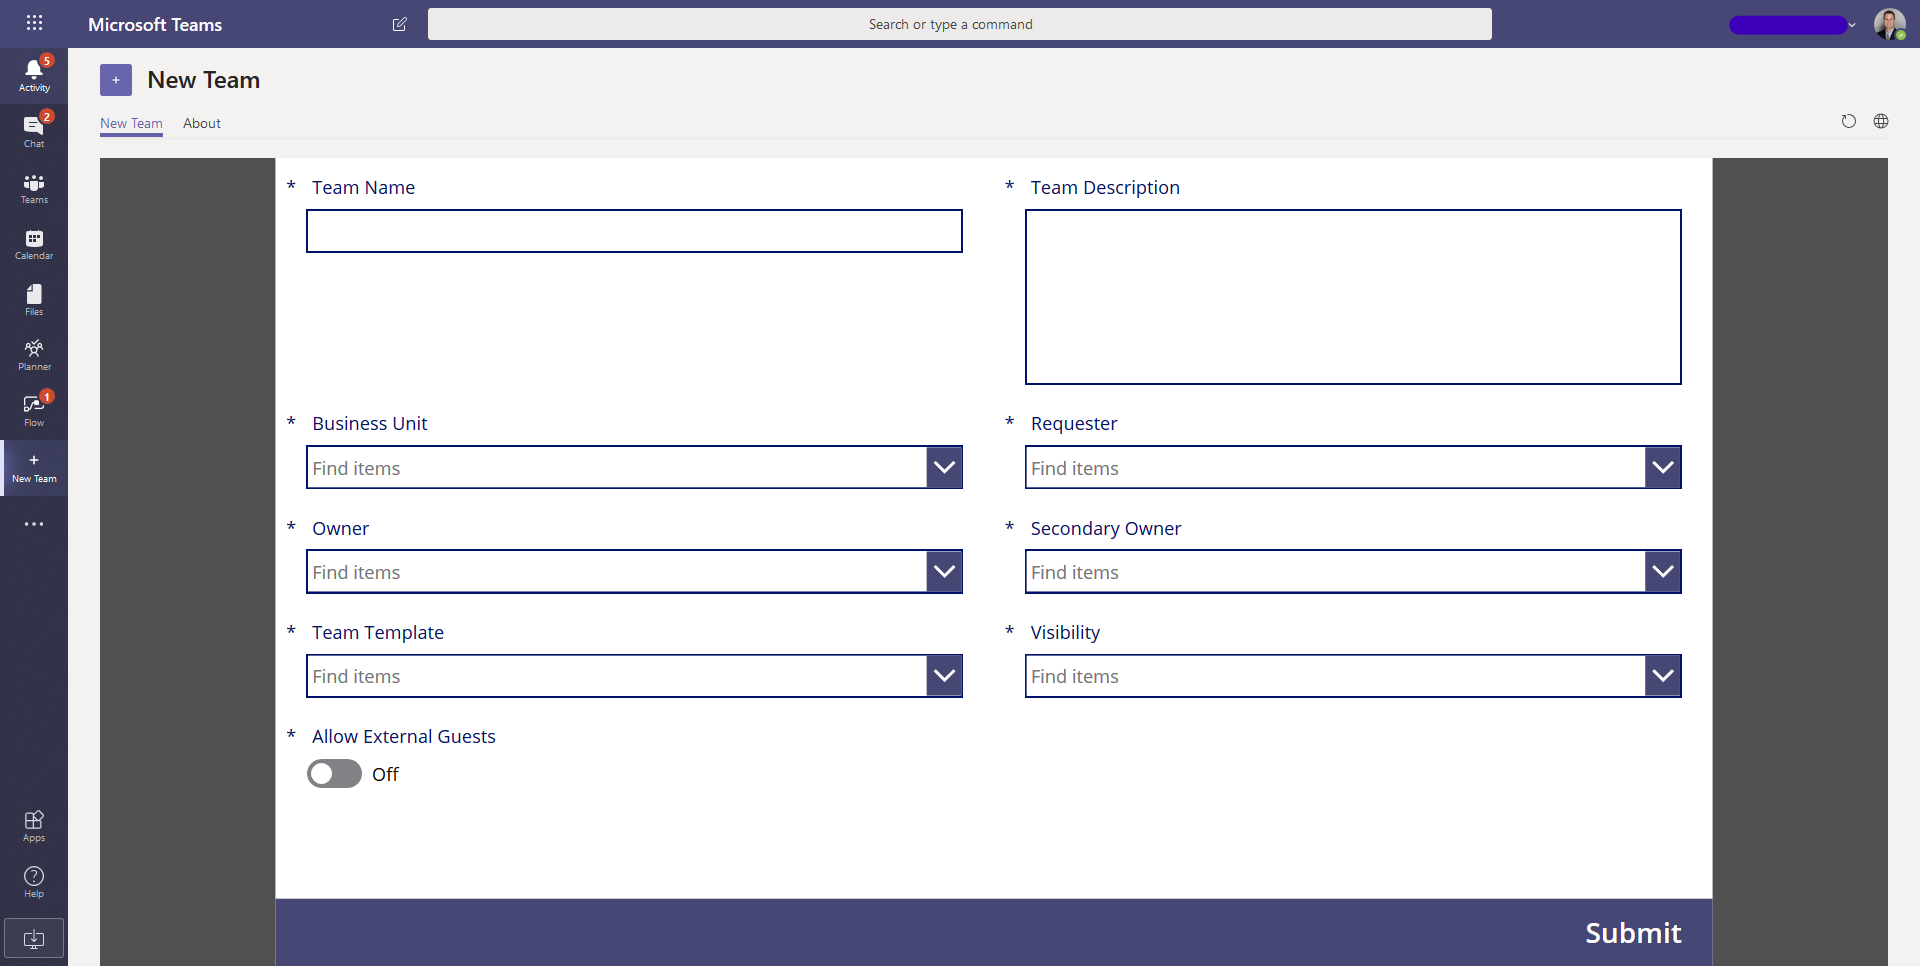 Microsoft Teams
Search or type a command
5
Activity
2
Chat
Teams
Calendar
Files
Planner
1
Flow
+
New Team
Apps
Help
+ New Team
New Team About
* Team Name
* Team Description
* Business Unit
Find items
* Requester
Find items
* Owner
Find items
* Secondary Owner
Find items
* Team Template
Find items
* Visibility
Find items
* Allow External Guests
Off
Submit